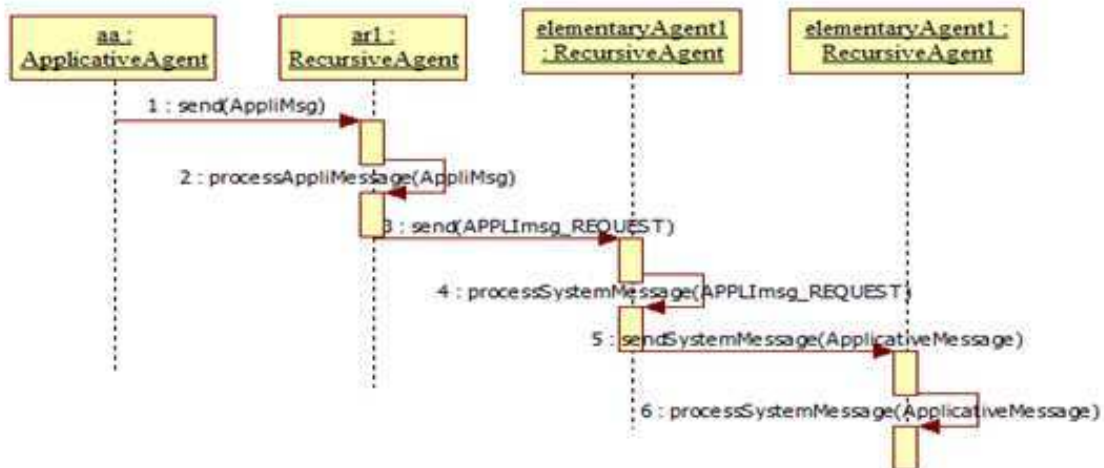 aa :
ApplicativeAgent
ar1 :
RecursiveAgent
elementaryAgent1
: RecursiveAgent
elementaryAgent1 :
RecursiveAgent
1 : send(AppliMsg)
2 : processAppliMessage(AppliMsg)
3 : send(APPLImsg_REQUEST)
4 : processSystemMessage(APPLImsg_REQUEST)
5 : sendSystemMessage(ApplicativeMessage)
6 : processSystemMessage(ApplicativeMessage)